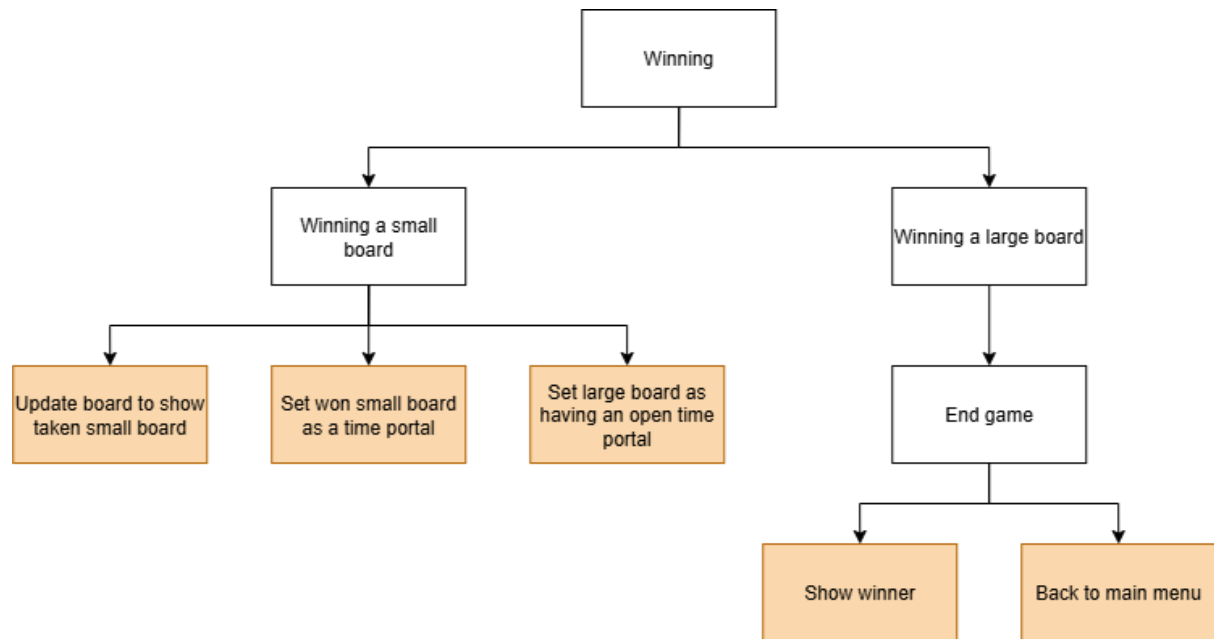 Winning
Winning a small
board
Winning a large board
Update board to show
taken small board
Set won small board
as a time portal
Set large board as
having an open time
portal
End game
Show winner
Back to main menu